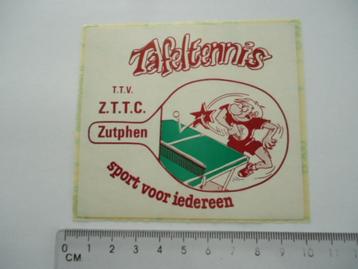 Tafeltennis
T.T.V.
Z.T.T.C.
Zutphen
sport voor iedereen
0 1 2 3 4 5 6 7 8 9 10 11
CM